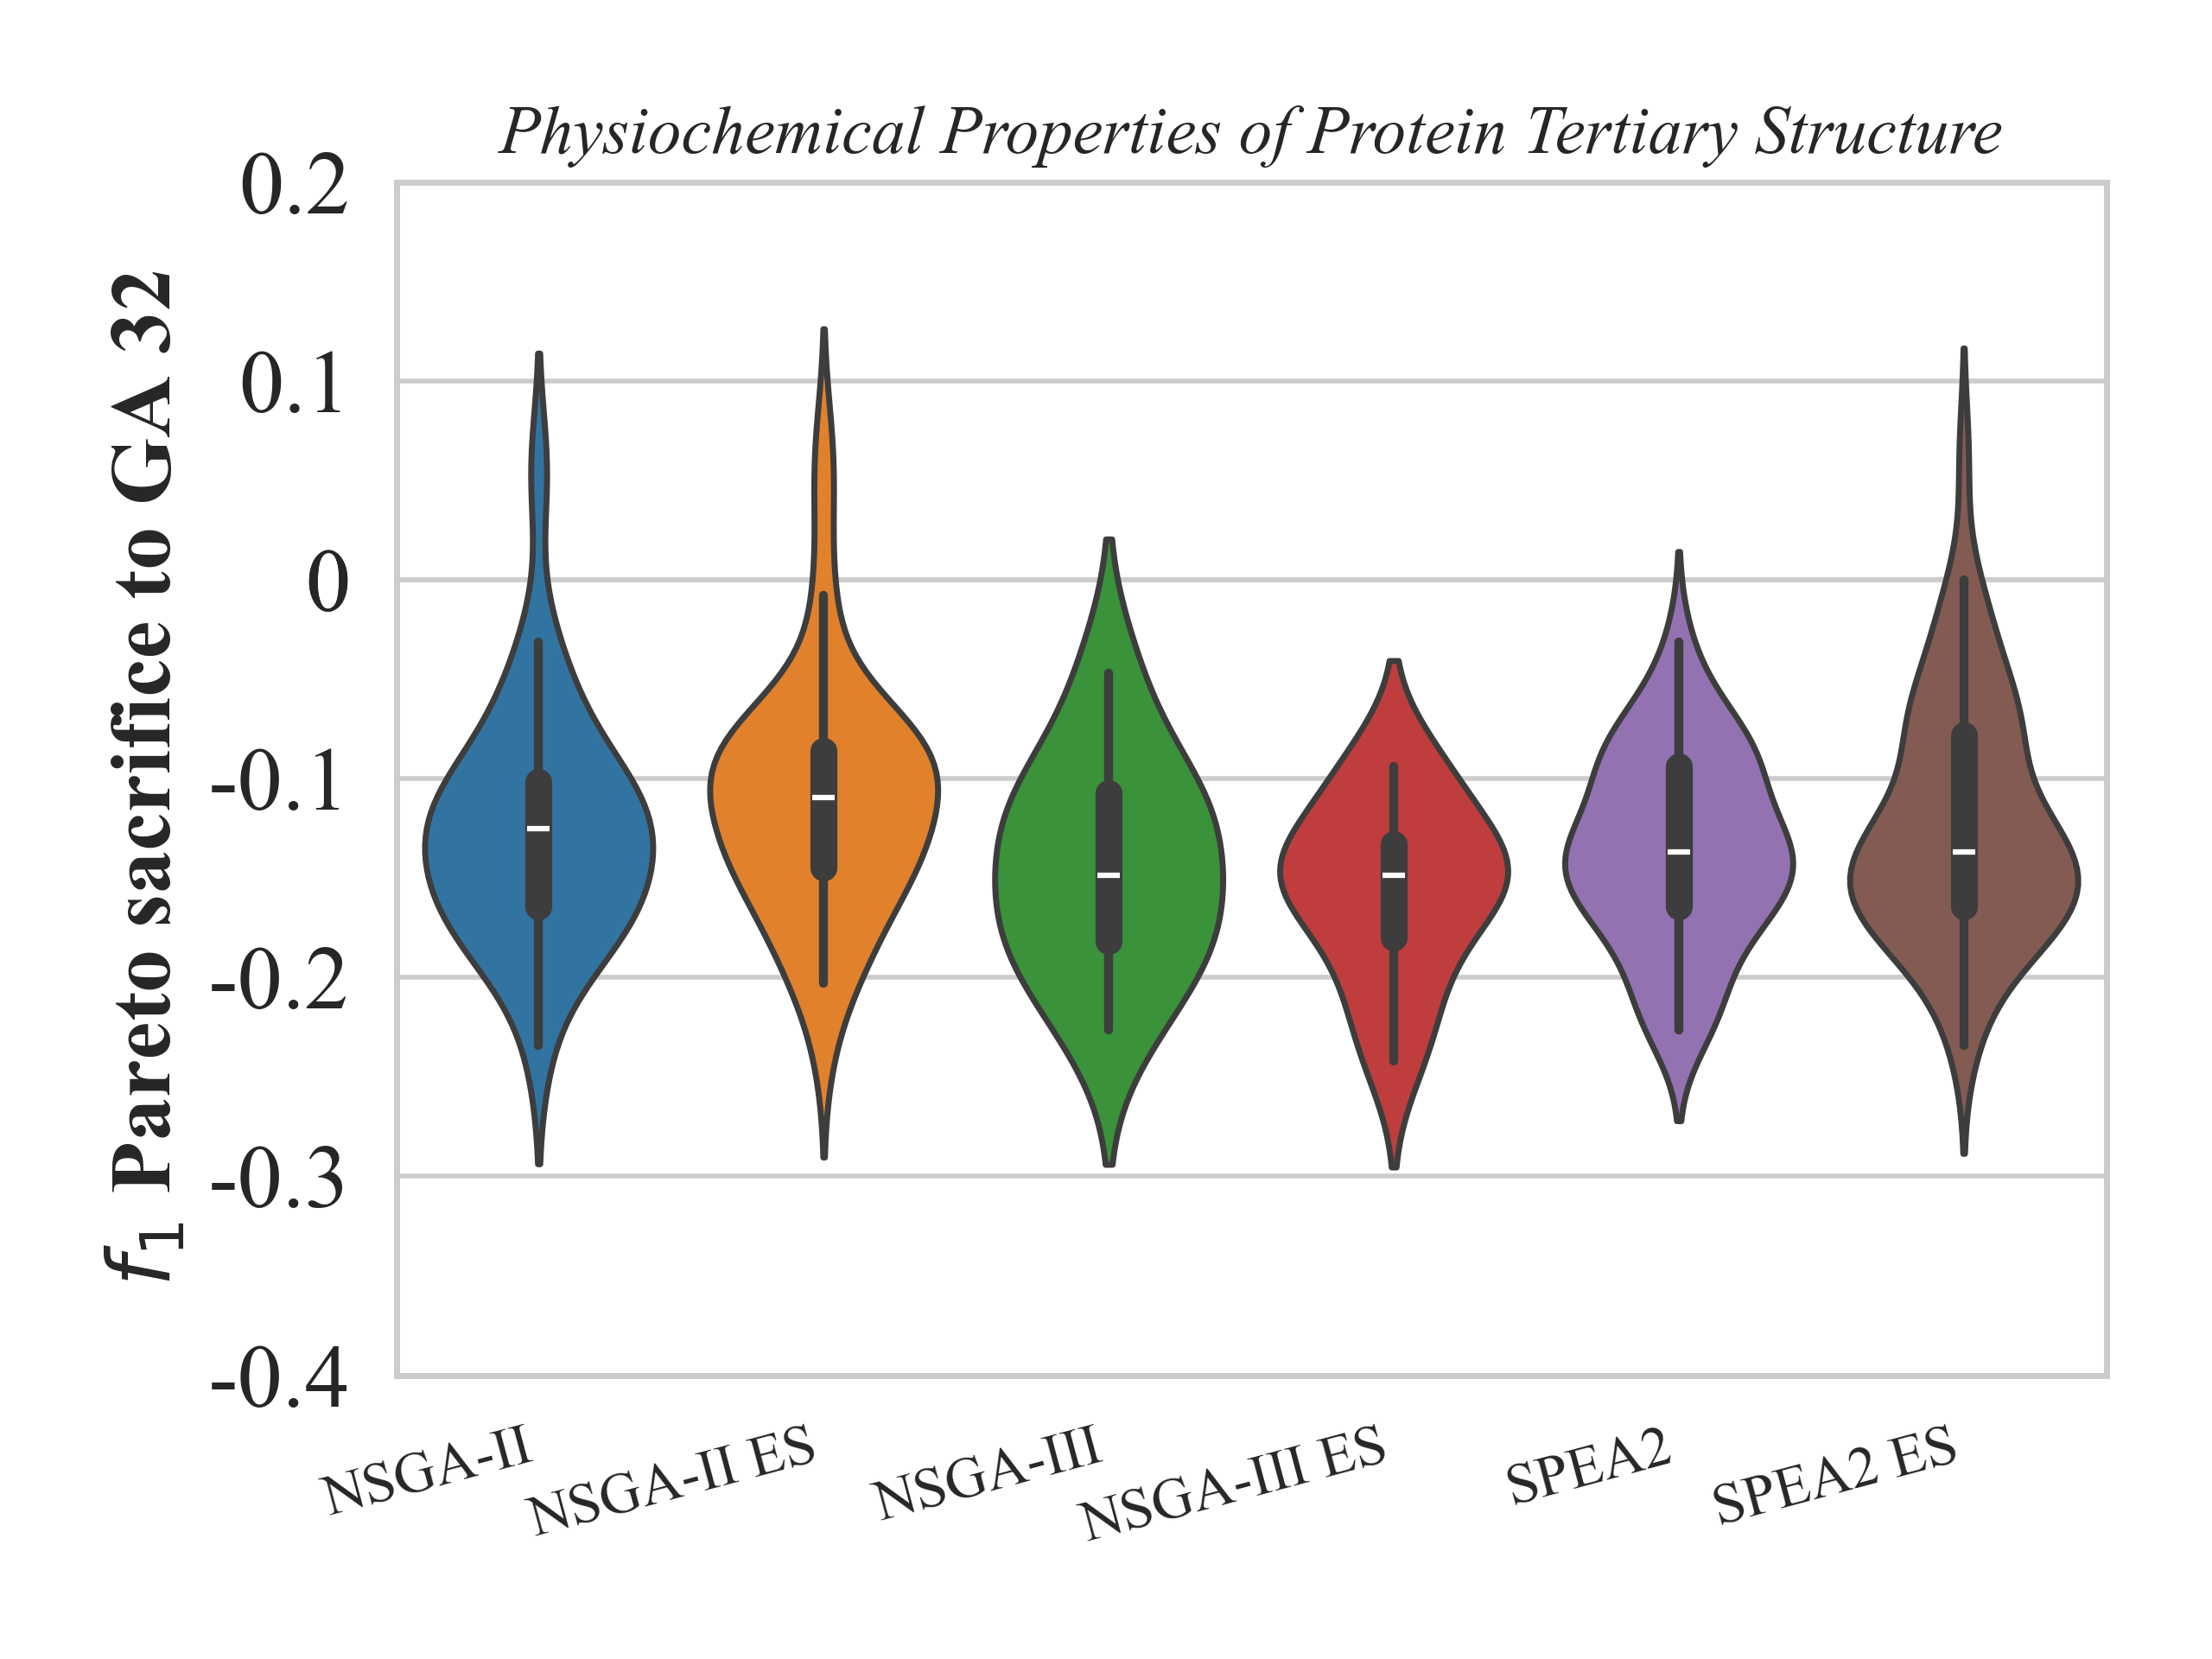 Physiochemical Properties of Protein Tertiary Structure
f1 Pareto sacrifice to GA 32
0.2
0.1
0
-0.1
-0.2
-0.3
-0.4
NSGA-II
NSGA-II ES
NSGA-III
NSGA-III ES
SPEA2
SPEA2 ES